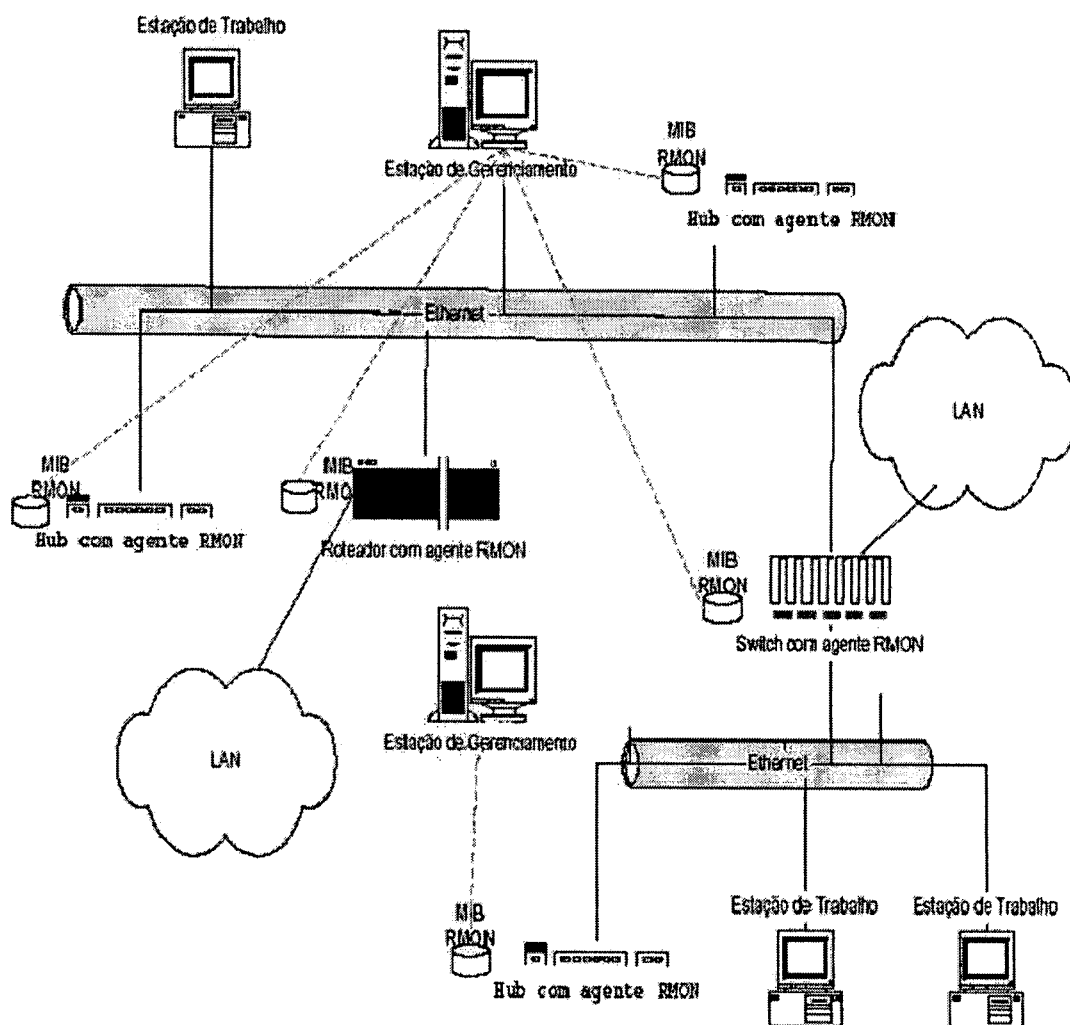 Estação de Trabalho
MIB
RMON
Estação de Gerenciamento
Hub com agente RMON
Ethernet
LAN
MIB
RMON
Hub com agente RMON
MIB
RMON
Roteador com agente RMON
MIB
RMON
Switch com agente RMON
LAN
Estação de Gerenciamento
Ethernet
MIB
RMON
Hub com agente RMON
Estação de Trabalho
Estação de Trabalho